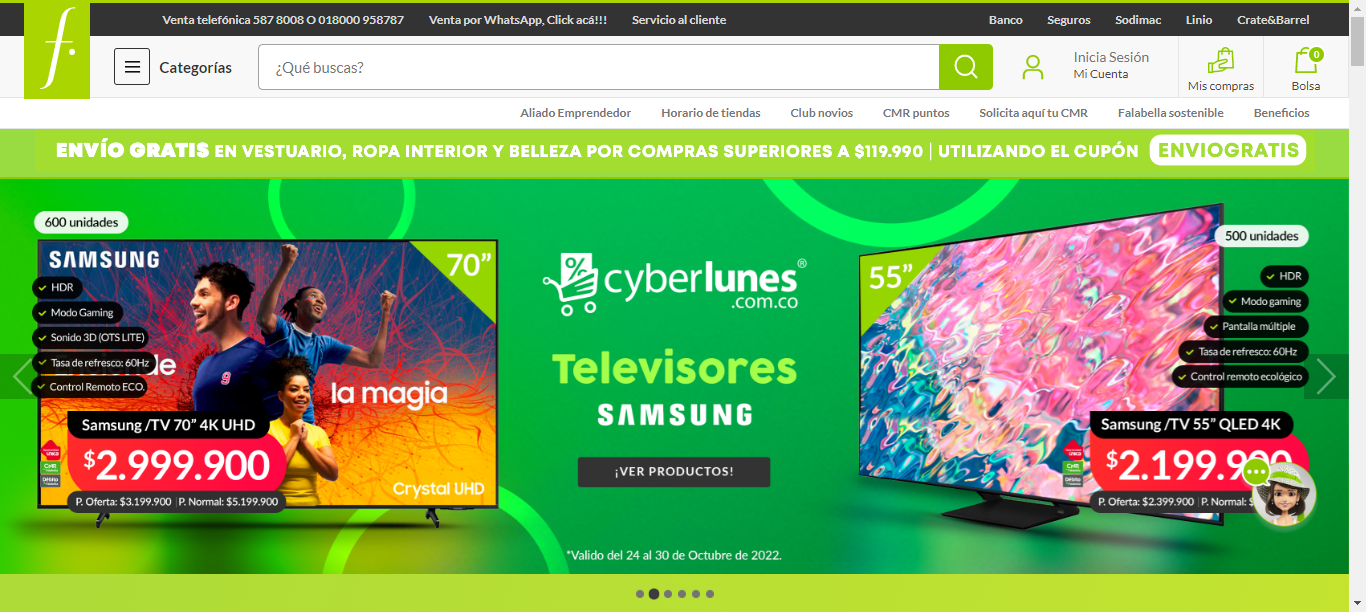 Venta telefónica 587 8008 O 018000 958787
Venta por WhatsApp, Click acá!!!
Servicio al cliente
Banco
Seguros
Sodimac
Linio
Crate&Barrel
f.
Categorías
¿Qué buscas?
Inicia Sesión
Mi Cuenta
Mis compras
0
Bolsa
Aliado Emprendedor
Horario de tiendas
Club novios
CMR puntos
Solicita aquí tu CMR
Falabella sostenible
Beneficios
ENVÍO GRATIS EN VESTUARIO, ROPA INTERIOR Y BELLEZA POR COMPRAS SUPERIORES A $119.990 | UTILIZANDO EL CUPÓN ENVIOGRATIS
600 unidades
SAMSUNG
70”
HDR
Modo Gaming
Sonido 3D (OTS LITE)
Tasa de refresco: 60Hz
Control Remoto ECO.
de
la magia
9
Samsung /TV 70” 4K UHD
$2.999.900
CMR
Débito
P. Oferta: $3.199.900 | P. Normal: $5.199.900
Crystal UHD
%
cyberlunes®
.com.co
Televisores
SAMSUNG
¡VER PRODUCTOS!
*Valido del 24 al 30 de Octubre de 2022.
500 unidades
55”
HDR
Modo gaming
Pantalla múltiple
Tasa de refresco: 60Hz
Control remoto ecológico
Samsung /TV 55” QLED 4K
$2.199.900
CMR
Débito
P. Oferta: $2.399.900 | P. Normal: $